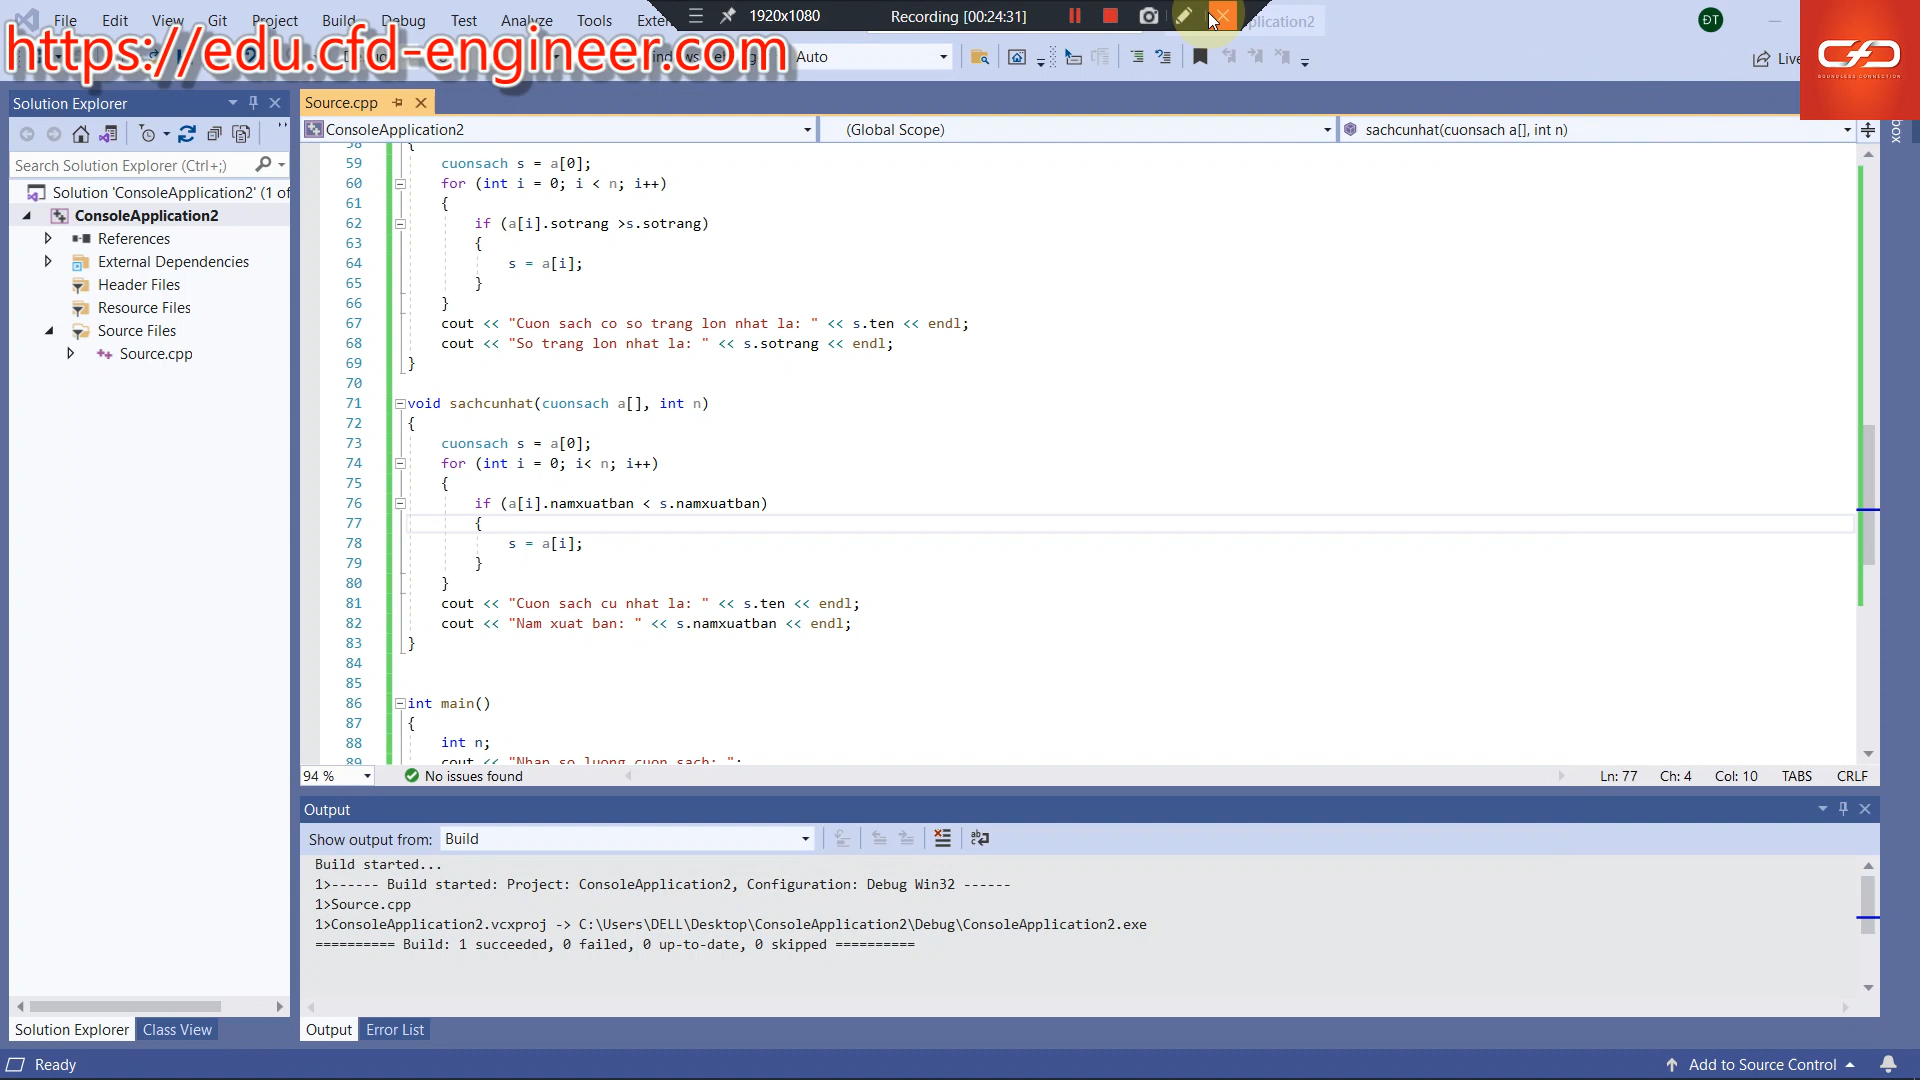 File Edit View Git Project Build Debug Test Analyze Tools
1920x1080 Recording [00:24:31]
ĐT
https://edu.cfd-engineer.com
Auto
Solution Explorer
Source.cpp
ConsoleApplication2
(Global Scope)
sachcunhat(cuonsach a[], int n)
Search Solution Explorer (Ctrl+;)
Solution 'ConsoleApplication2' (1 of
ConsoleApplication2
References
External Dependencies
Header Files
Resource Files
Source Files
Source.cpp
58 {
59 cuonsach s = a[0];
60 for (int i = 0; i < n; i++)
61 {
62 if (a[i].sotrang >s.sotrang)
63 {
64 s = a[i];
65 }
66 }
67 cout << "Cuon sach co so trang lon nhat la: " << s.ten << endl;
68 cout << "So trang lon nhat la: " << s.sotrang << endl;
69 }
70
71 void sachcunhat(cuonsach a[], int n)
72 {
73 cuonsach s = a[0];
74 for (int i = 0; i< n; i++)
75 {
76 if (a[i].namxuatban < s.namxuatban)
77 {
78 s = a[i];
79 }
80 }
81 cout << "Cuon sach cu nhat la: " << s.ten << endl;
82 cout << "Nam xuat ban: " << s.namxuatban << endl;
83 }
84
85
86 int main()
87 {
88 int n;
89 cout << "Nhap so luong cuon sach: ";
94 % No issues found Ln: 77 Ch: 4 Col: 10 TABS CRLF
Output
Show output from: Build
Build started...
1>------ Build started: Project: ConsoleApplication2, Configuration: Debug Win32 ------
1>Source.cpp
1>ConsoleApplication2.vcxproj -> C:\Users\DELL\Desktop\ConsoleApplication2\Debug\ConsoleApplication2.exe
========== Build: 1 succeeded, 0 failed, 0 up-to-date, 0 skipped ==========
Solution Explorer Class View
Output Error List
Ready
Add to Source Control